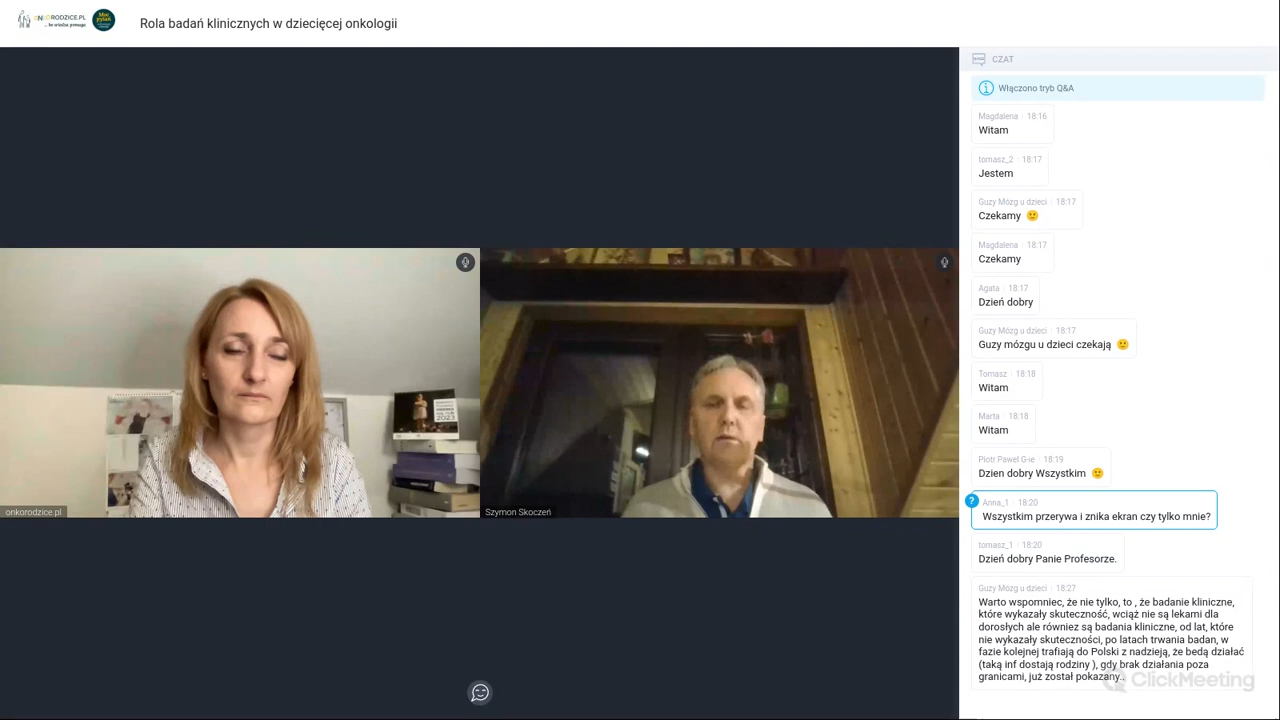 ONKORODZICE.PL
... bo wiedza pomaga
Rola badań klinicznych w dziecięcej onkologii
CZAT
Włączono tryb Q&A
Magdalena 18:16
Witam
tomasz_2 18:17
Jestem
Guzy Mózg u dzieci 18:17
Czekamy 🙂
Magdalena 18:17
Czekamy
Agata 18:17
Dzień dobry
Guzy Mózg u dzieci 18:17
Guzy mózgu u dzieci czekają 🙂
Tomasz 18:18
Witam
Marta 18:18
Witam
Piotr Pawel G-ie 18:19
Dzien dobry Wszystkim 🙂
?
Anna_1 18:20
Wszystkim przerywa i znika ekran czy tylko mnie?
tomasz_1 18:20
Dzień dobry Panie Profesorze.
Guzy Mózg u dzieci 18:27
Warto wspomniec, że nie tylko, to , że badanie kliniczne,
które wykazały skuteczność, wciąż nie są lekami dla
dorosłych ale równiez są badania kliniczne, od lat, które
nie wykazały skuteczności, po latach trwania badan, w
fazie kolejnej trafiają do Polski z nadzieją, że bedą działać
(taką inf dostają rodziny ), gdy brak działania poza
granicami, już został pokazany..
ClickMeeting
onkorodzice.pl
Szymon Skoczeń
2023